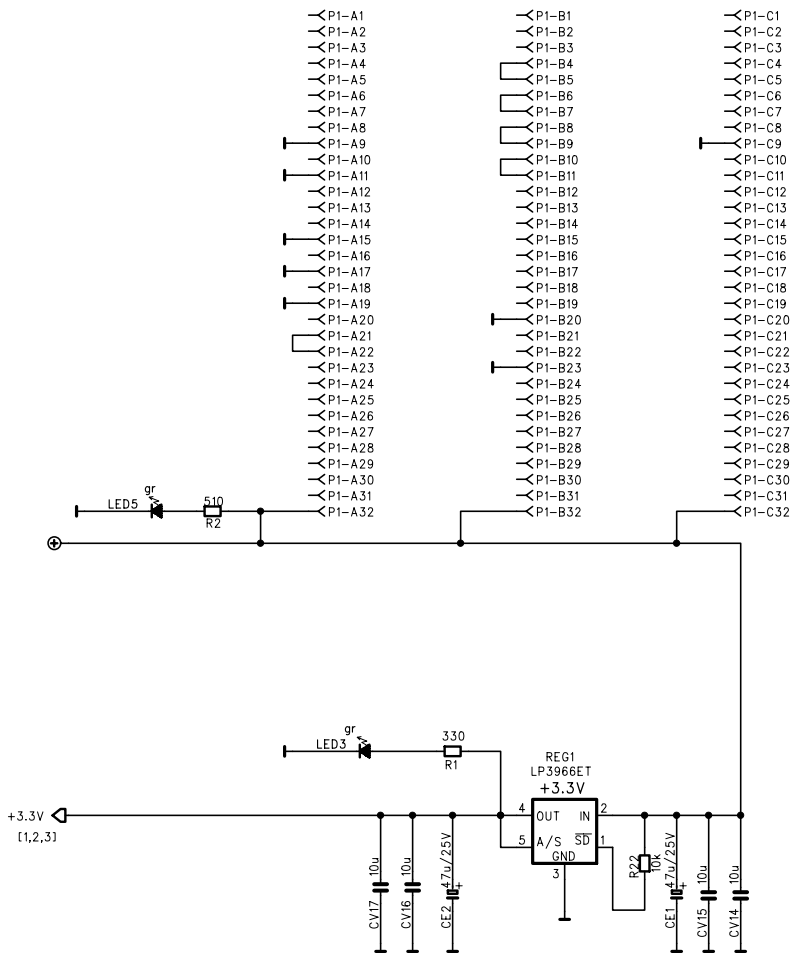 P1-A1 P1-B1 P1-C1
P1-A2 P1-B2 P1-C2
P1-A3 P1-B3 P1-C3
P1-A4 P1-B4 P1-C4
P1-A5 P1-B5 P1-C5
P1-A6 P1-B6 P1-C6
P1-A7 P1-B7 P1-C7
P1-A8 P1-B8 P1-C8
P1-A9 P1-B9 P1-C9
P1-A10 P1-B10 P1-C10
P1-A11 P1-B11 P1-C11
P1-A12 P1-B12 P1-C12
P1-A13 P1-B13 P1-C13
P1-A14 P1-B14 P1-C14
P1-A15 P1-B15 P1-C15
P1-A16 P1-B16 P1-C16
P1-A17 P1-B17 P1-C17
P1-A18 P1-B18 P1-C18
P1-A19 P1-B19 P1-C19
P1-A20 P1-B20 P1-C20
P1-A21 P1-B21 P1-C21
P1-A22 P1-B22 P1-C22
P1-A23 P1-B23 P1-C23
P1-A24 P1-B24 P1-C24
P1-A25 P1-B25 P1-C25
P1-A26 P1-B26 P1-C26
P1-A27 P1-B27 P1-C27
P1-A28 P1-B28 P1-C28
P1-A29 P1-B29 P1-C29
P1-A30 P1-B30 P1-C30
P1-A31 P1-B31 P1-C31
gr
LED5 510 P1-A32 P1-B32 P1-C32
R2
gr
LED3 330
R1
REG1
LP3966ET
+3.3V
+3.3V 4 OUT IN 2
[1,2,3] 5 A/S SD 1
GND
3
CV17 10u
CV16 10u
CE2 47u/25V +
R22 10k
CE1 47u/25V +
CV15 10u
CV14 10u